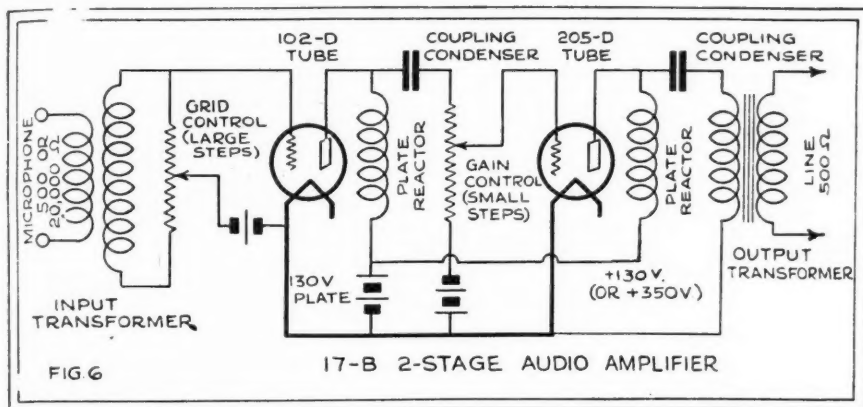 102-D
TUBE
COUPLING
CONDENSER
205-D
TUBE
COUPLING
CONDENSER
MICROPHONE
500 OR
20,000 Ω
GRID
CONTROL
(LARGE
STEPS)
PLATE
REACTOR
GAIN
CONTROL
(SMALL
STEPS)
PLATE
REACTOR
LINE
500 Ω
INPUT
TRANSFORMER
130V
PLATE
+130V.
(OR +350V)
OUTPUT
TRANSFORMER
17-B 2-STAGE AUDIO AMPLIFIER
FIG. 6